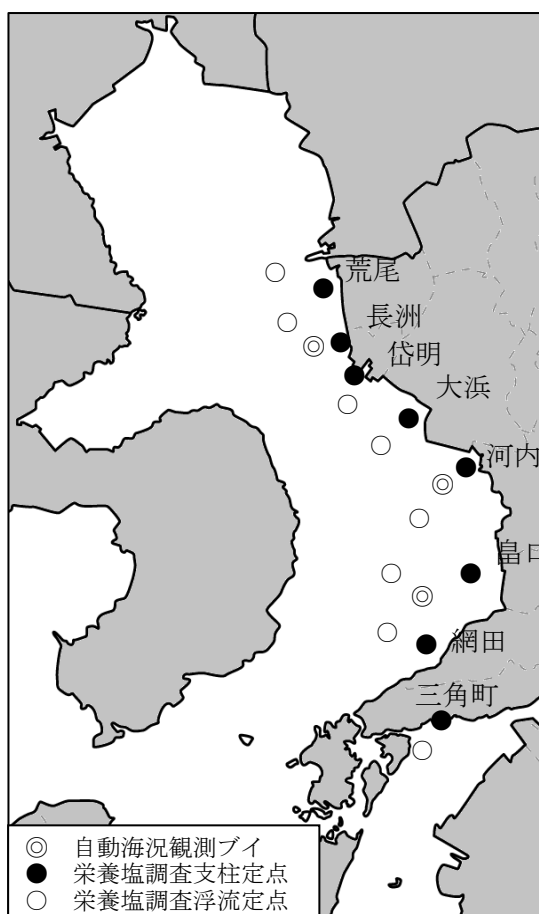 荒尾
長洲
岱明
大浜
河内
畠口
網田
三角町
自動海況観測ブイ
栄養塩調査支柱定点
栄養塩調査浮流定点